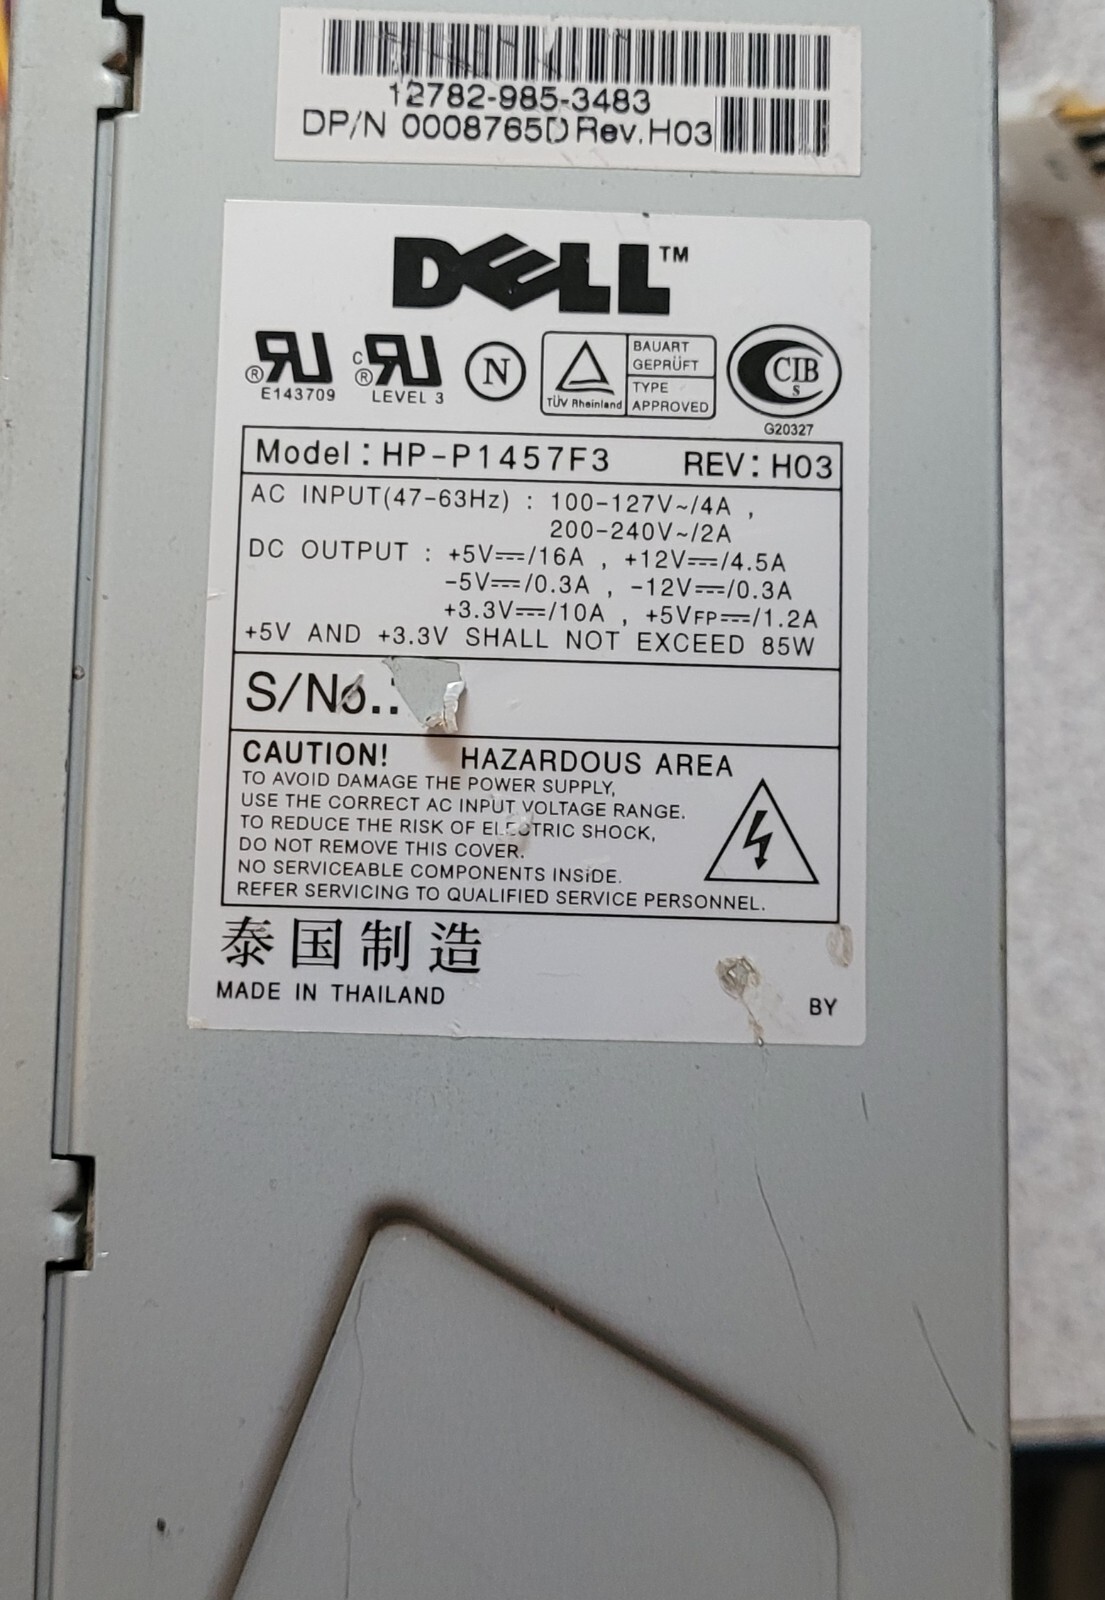 12782-985-3483
DP/N 0008765D Rev.H03
DELL™
® E143709
C ® LEVEL 3
N
TÜV Rheinland
BAUART GEPRÜFT
TYPE APPROVED
CIB
S
G20327
Model : HP-P1457F3 REV: H03
AC INPUT(47-63Hz) : 100-127V~/4A ,
200-240V~/2A
DC OUTPUT : +5V⎓/16A , +12V⎓/4.5A
-5V⎓/0.3A , -12V⎓/0.3A
+3.3V⎓/10A , +5VFP⎓/1.2A
+5V AND +3.3V SHALL NOT EXCEED 85W
S/No.:
CAUTION! HAZARDOUS AREA
TO AVOID DAMAGE THE POWER SUPPLY,
USE THE CORRECT AC INPUT VOLTAGE RANGE.
TO REDUCE THE RISK OF ELECTRIC SHOCK,
DO NOT REMOVE THIS COVER.
NO SERVICEABLE COMPONENTS INSiDE.
REFER SERVICING TO QUALIFIED SERVICE PERSONNEL.
泰国制造
MADE IN THAILAND
BY